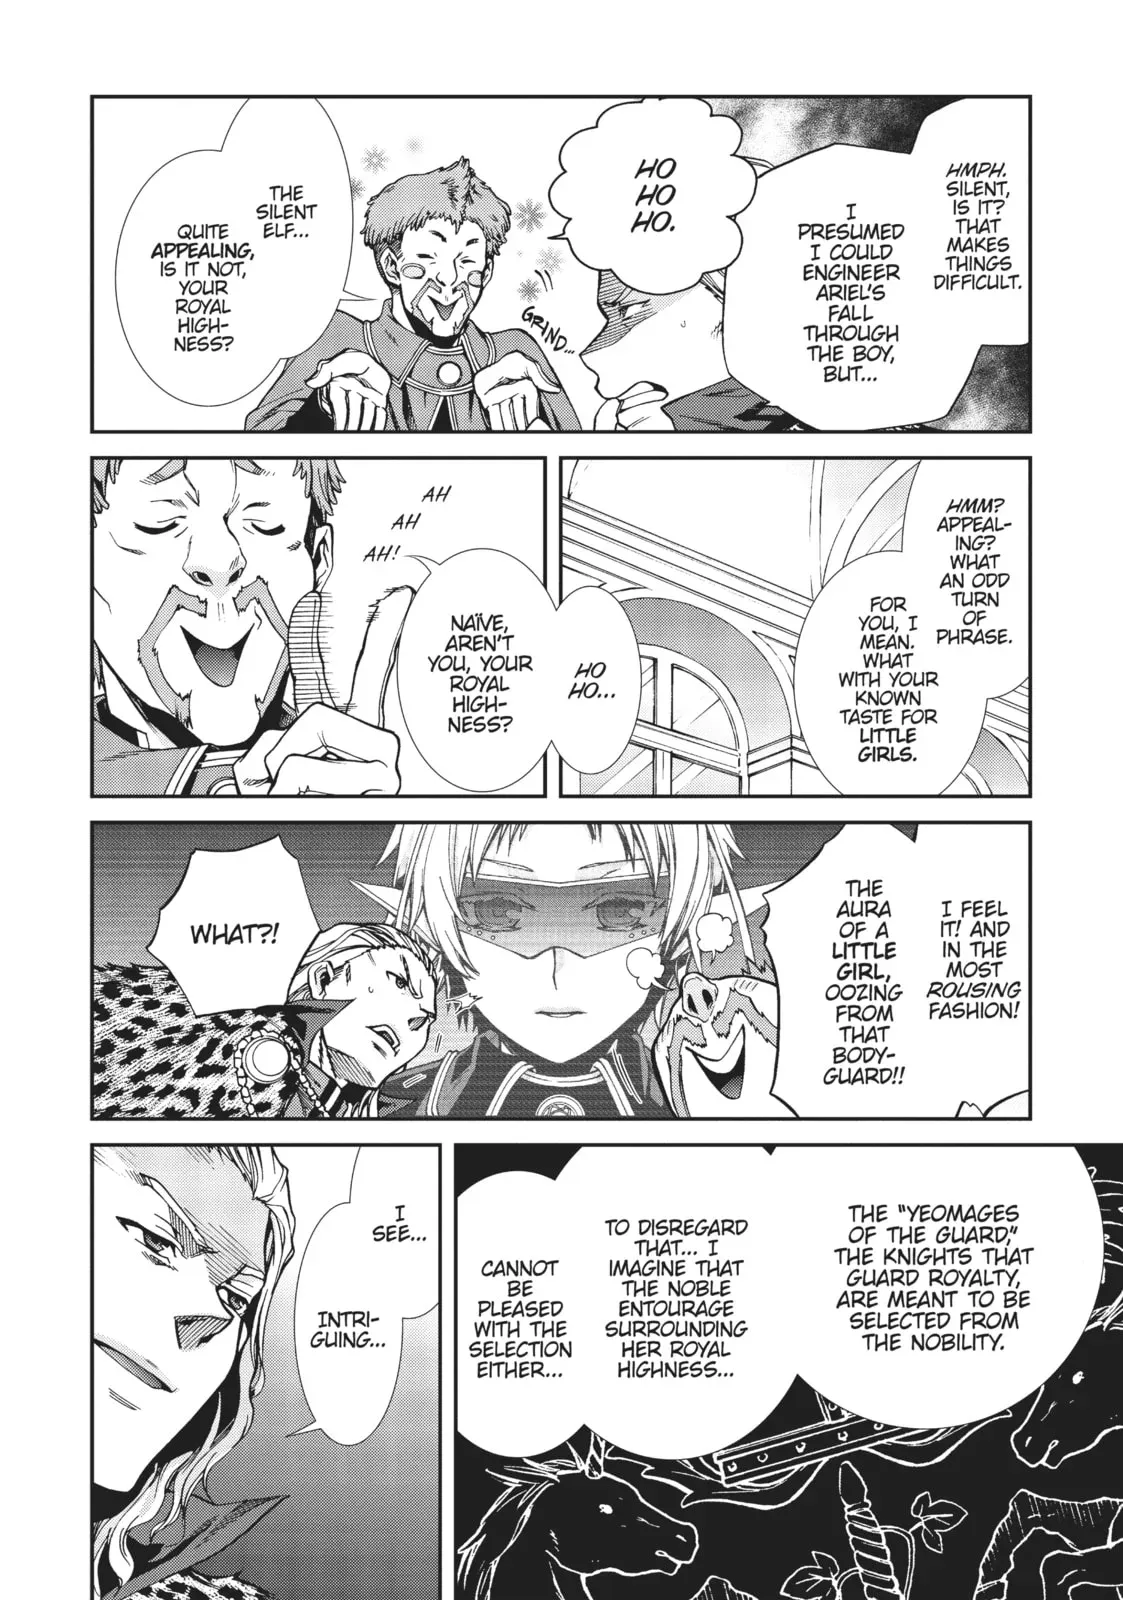 HMPH.
SILENT,
IS IT?
THAT
MAKES
THINGS
DIFFICULT.
I
PRESUMED
I COULD
ENGINEER
ARIEL'S
FALL
THROUGH
THE BOY,
BUT...
HO
HO
HO.
GRIND...
THE
SILENT
ELF...
QUITE
APPEALING,
IS IT NOT,
YOUR
ROYAL
HIGH-
NESS?
HMM?
APPEAL-
ING?
WHAT
AN ODD
TURN
OF
PHRASE.
FOR
YOU, I
MEAN.
WHAT
WITH YOUR
KNOWN
TASTE FOR
LITTLE
GIRLS.
HO
HO...
NAÏVE,
AREN'T
YOU, YOUR
ROYAL
HIGH-
NESS?
AH
AH
AH!
I FEEL
IT! AND
IN THE
MOST
ROUSING
FASHION!
THE
AURA
OF A
LITTLE
GIRL,
OOZING
FROM
THAT
BODY-
GUARD!!
WHAT?!
THE "YEOMAGES
OF THE GUARD,"
THE KNIGHTS THAT
GUARD ROYALTY,
ARE MEANT TO BE
SELECTED FROM
THE NOBILITY.
TO DISREGARD
THAT... I
IMAGINE THAT
THE NOBLE
ENTOURAGE
SURROUNDING
HER ROYAL
HIGHNESS...
CANNOT
BE
PLEASED
WITH THE
SELECTION
EITHER...
I
SEE...
INTRI-
GUING...